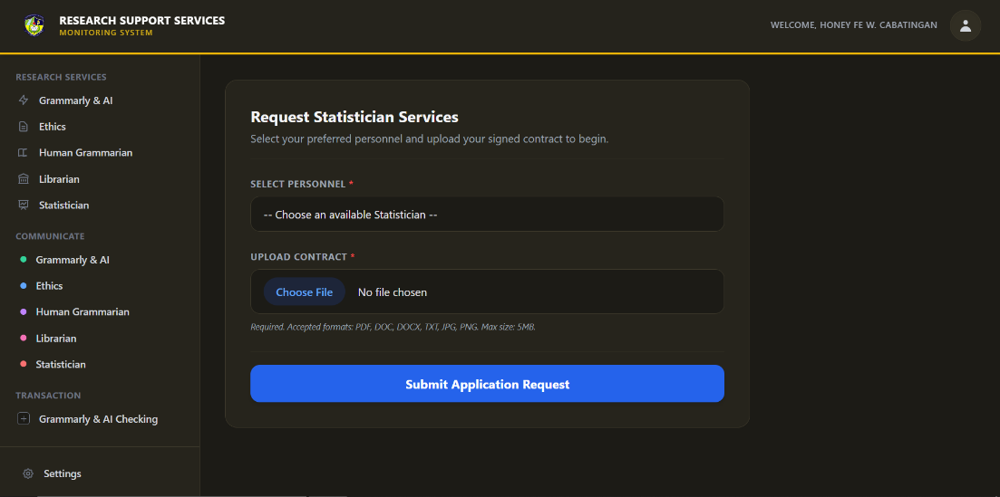 RESEARCH SUPPORT SERVICES
MONITORING SYSTEM
WELCOME, HONEY FE W. CABATINGAN
RESEARCH SERVICES
Grammarly & AI
Ethics
Human Grammarian
Librarian
Statistician
COMMUNICATE
Grammarly & AI
Ethics
Human Grammarian
Librarian
Statistician
TRANSACTION
Grammarly & AI Checking
Settings
Request Statistician Services
Select your preferred personnel and upload your signed contract to begin.
SELECT PERSONNEL *
-- Choose an available Statistician --
UPLOAD CONTRACT *
Choose File No file chosen
Required. Accepted formats: PDF, DOC, DOCX, TXT, JPG, PNG. Max size: 5MB.
Submit Application Request